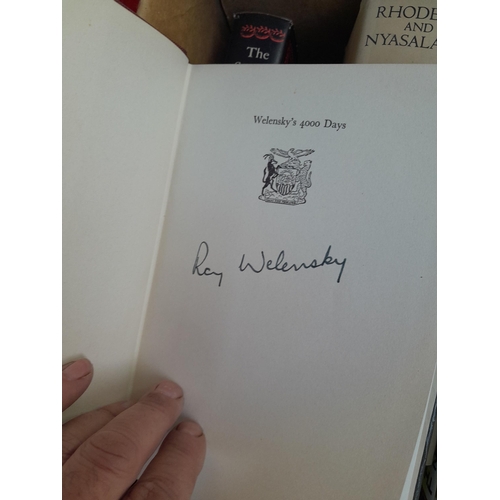 The
RHODE
AND
NYASALA
Welensky's 4000 Days
Roy Welensky